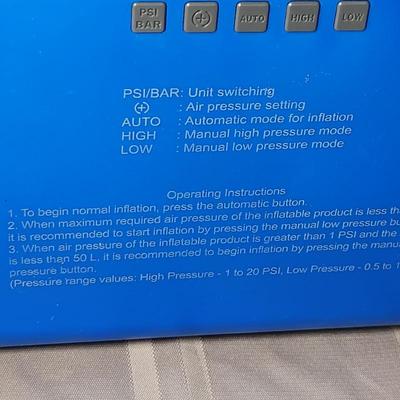 PSI BAR AUTO HIGH LOW
PSI/BAR: Unit switching
: Air pressure setting
AUTO : Automatic mode for inflation
HIGH : Manual high pressure mode
LOW : Manual low pressure mode
Operating Instructions
1. To begin normal inflation, press the automatic button.
2. When maximum required air pressure of the inflatable product is less than
it is recommended to start inflation by pressing the manual low pressure
3. When air pressure of the inflatable product is greater than 1 PSI and the
is less than 50 L, it is recommended to begin inflation by pressing the manual
pressure button.
(Pressure range values: High Pressure - 1 to 20 PSI, Low Pressure - 0.5 to 1